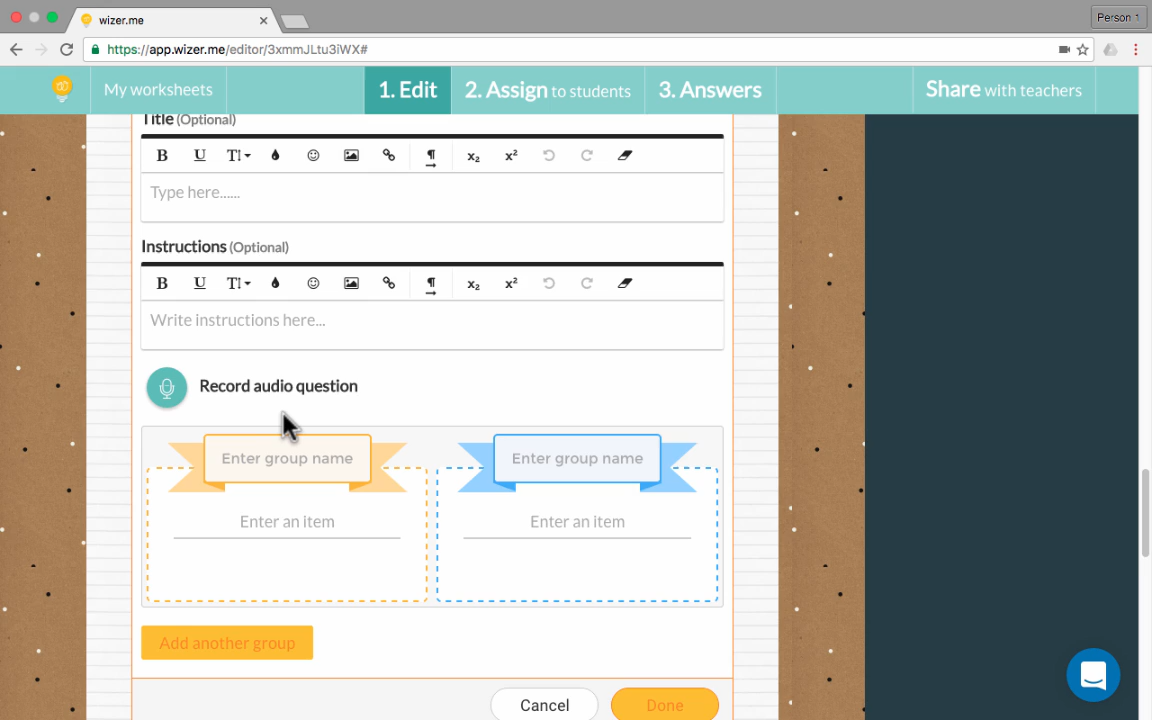 wizer.me
Person 1
https://app.wizer.me/editor/3xmmJLtu3iWX#
My worksheets
1. Edit
2. Assign to students
3. Answers
Share with teachers
Title (Optional)
B U T x₂ x²
Type here......
Instructions (Optional)
B U T x₂ x²
Write instructions here...
Record audio question
Enter group name
Enter group name
Enter an item
Enter an item
Add another group
Cancel
Done